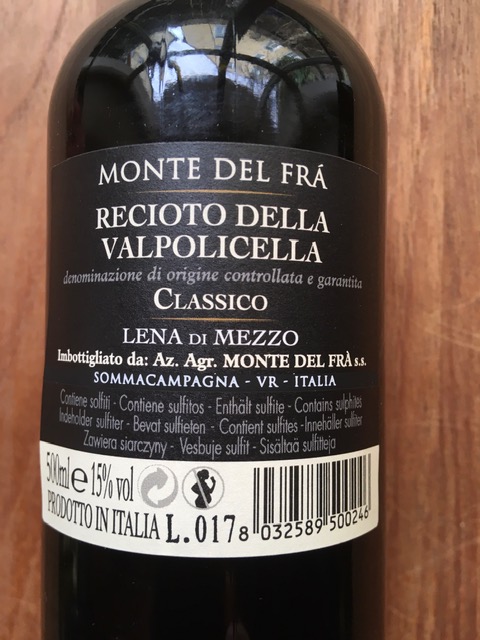 MONTE DEL FRÁ
RECIOTO DELLA
VALPOLICELLA
denominazione di origine controllata e garantita
CLASSICO
LENA DI MEZZO
Imbottigliato da: Az. Agr. MONTE DEL FRÀ s.s.
SOMMACAMPAGNA - VR - ITALIA
Contiene solfiti - Contiene sulfitos - Enthält sulfite - Contains sulphites
Indeholder sulfiter - Bevat sulfieten - Contient sulfites - Innehåller sulfiter
Zawiera siarczyny - Vesbuje sulfit - Sisältää sulfitteja
500ml e 15% vol
PRODOTTO IN ITALIA L. 017
8 032589 500246